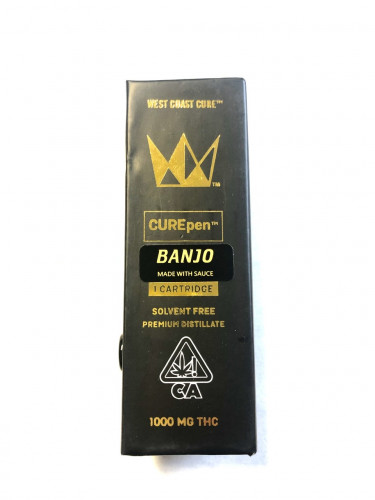 WEST COAST CURE™
TM
CUREpen™
BANJO
MADE WITH SAUCE
1 CARTRIDGE
SOLVENT FREE
PREMIUM DISTILLATE
!
CA
1000 MG THC